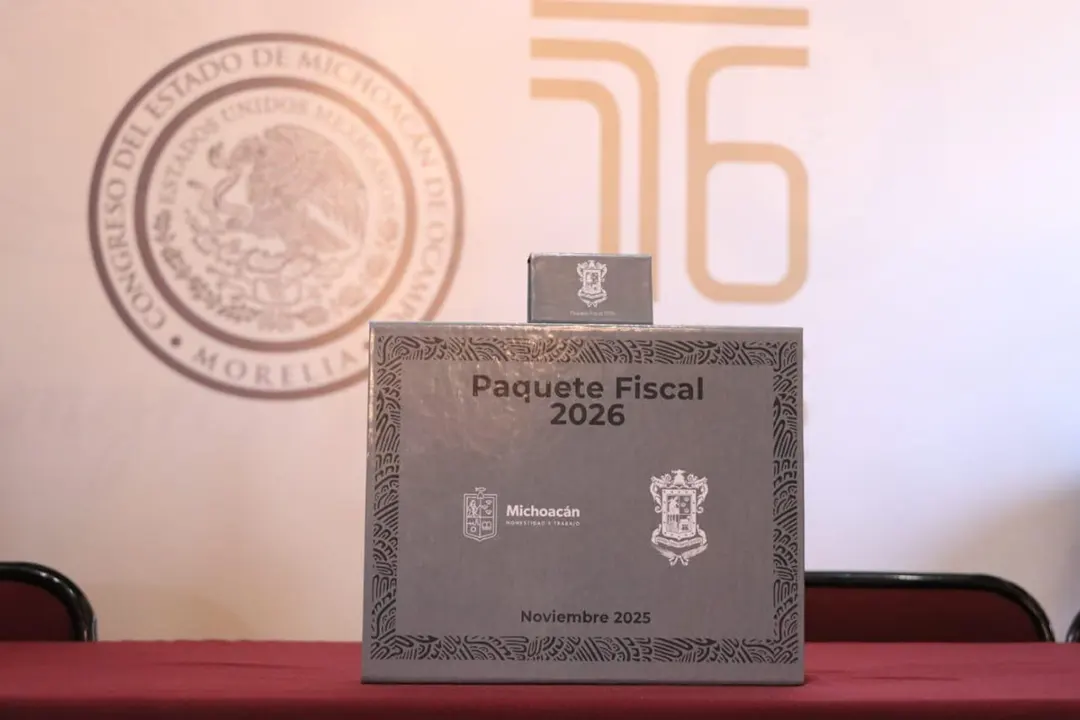 CONGRESO DEL ESTADO DE MICHOACÁN DE OCAMPO
ESTADOS UNIDOS MEXICANOS
• MORELIA
76
Paquete Fiscal 2026
Paquete Fiscal
2026
Michoacán
HONESTIDAD Y TRABAJO
Noviembre 2025